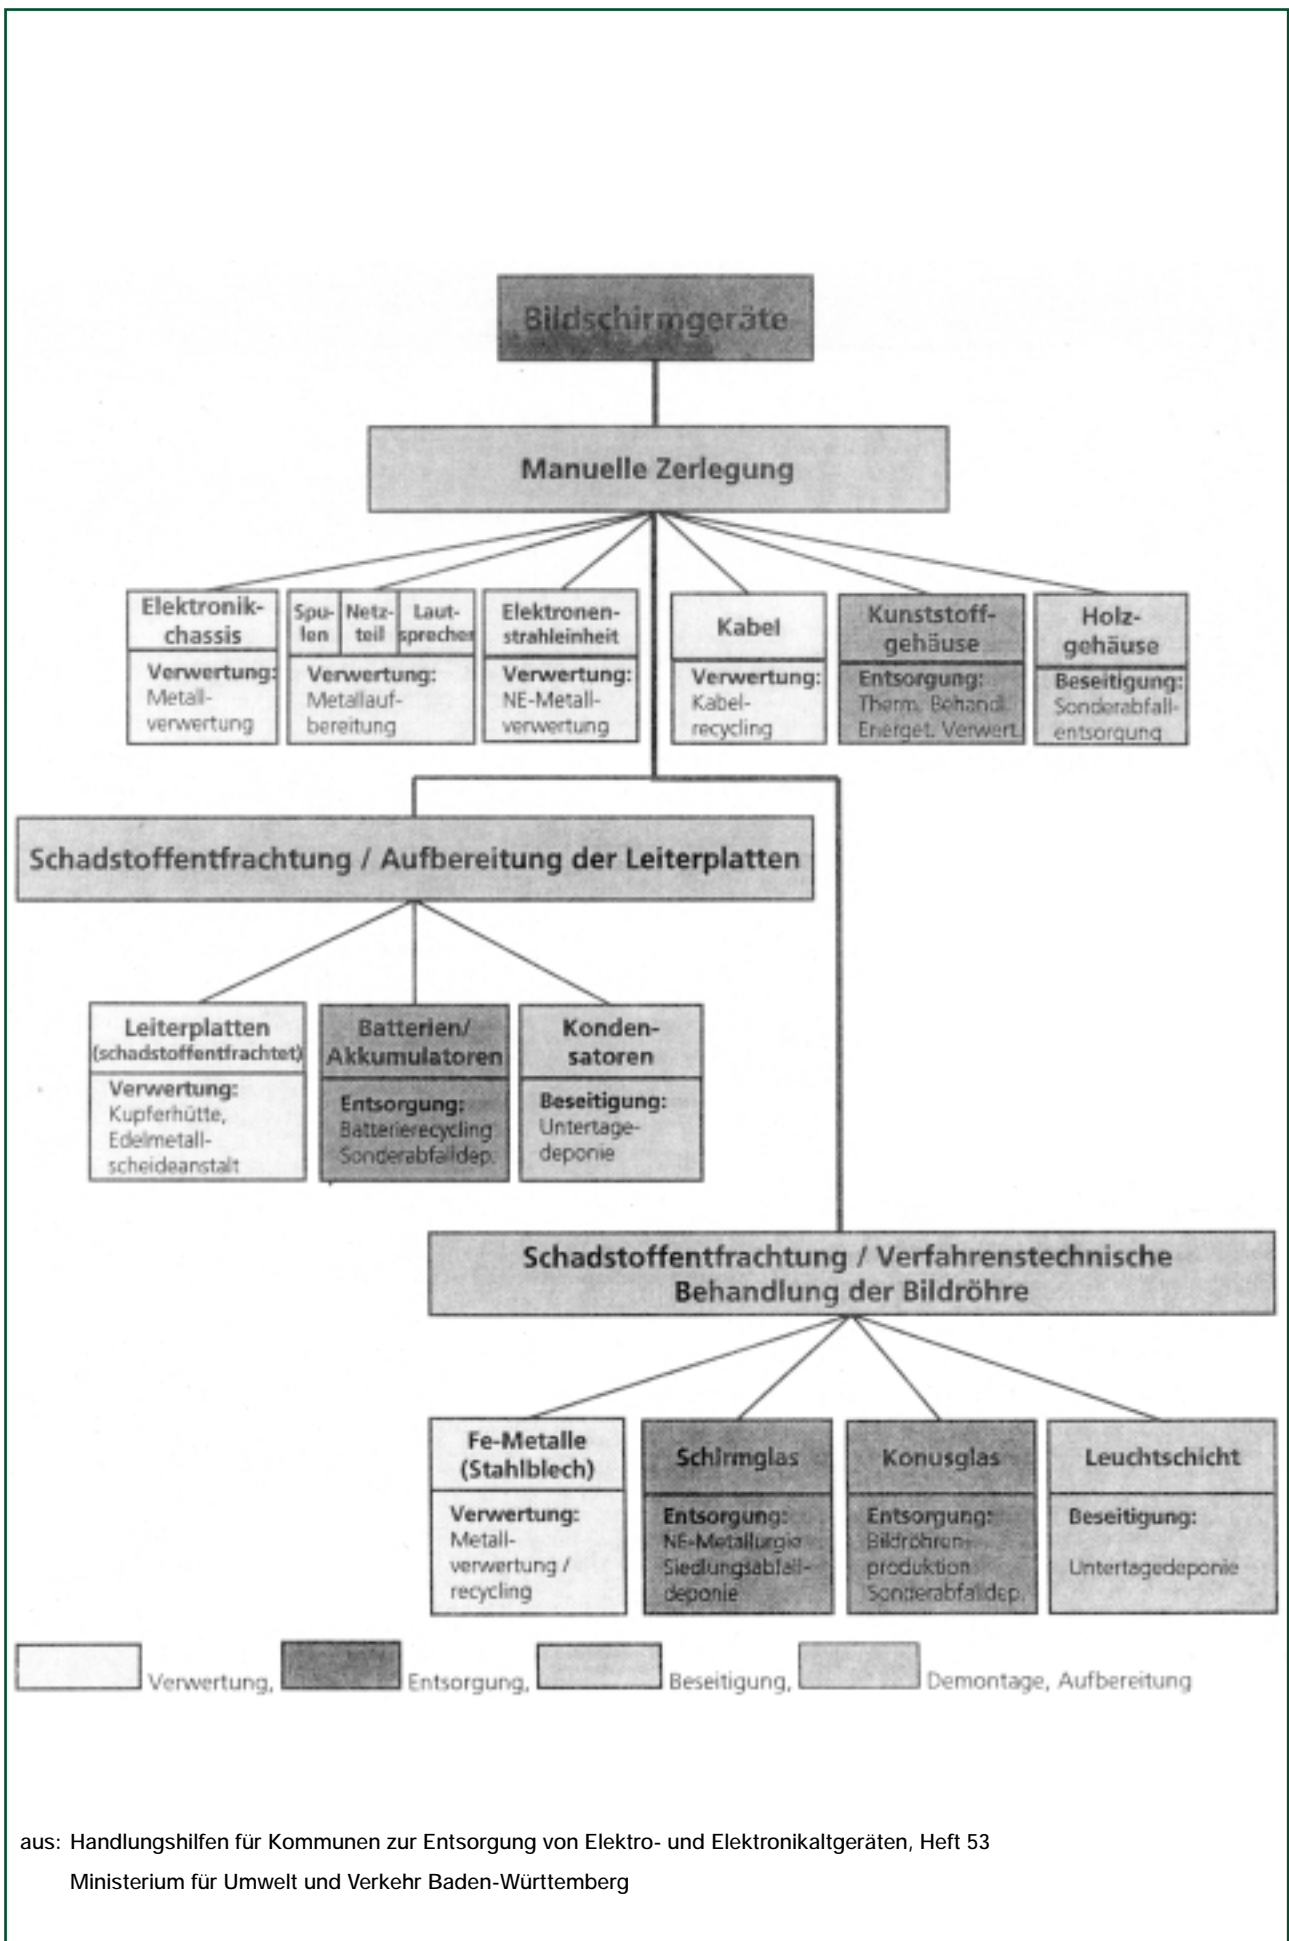 Bildschirmgeräte
Manuelle Zerlegung
Elektronik-
chassis
Verwertung:
Metall-
verwertung
Spu-
len
Netz-
teil
Laut-
sprecher
Verwertung:
Metallauf-
bereitung
Elektronen-
strahleinheit
Verwertung:
NE-Metall-
verwertung
Kabel
Verwertung:
Kabel-
recycling
Kunststoff-
gehäuse
Entsorgung:
Therm. Behandl.
Energet. Verwert.
Holz-
gehäuse
Beseitigung:
Sonderabfall-
entsorgung
Schadstoffentfrachtung / Aufbereitung der Leiterplatten
Leiterplatten
(schadstoffentfrachtet)
Verwertung:
Kupferhütte,
Edelmetall-
scheideanstalt
Batterien/
Akkumulatoren
Entsorgung:
Batterierecycling
Sonderabfalldep.
Konden-
satoren
Beseitigung:
Untertage-
deponie
Schadstoffentfrachtung / Verfahrenstechnische
Behandlung der Bildröhre
Fe-Metalle
(Stahlblech)
Verwertung:
Metall-
verwertung /
recycling
Schirmglas
Entsorgung:
NE-Metallurgie
Siedlungsabfall-
deponie
Konusglas
Entsorgung:
Bildröhren-
produktion
Sonderabfalldep.
Leuchtschicht
Beseitigung:
Untertagedeponie
Verwertung, Entsorgung, Beseitigung, Demontage, Aufbereitung
aus: Handlungshilfen für Kommunen zur Entsorgung von Elektro- und Elektronikaltgeräten, Heft 53
Ministerium für Umwelt und Verkehr Baden-Württemberg